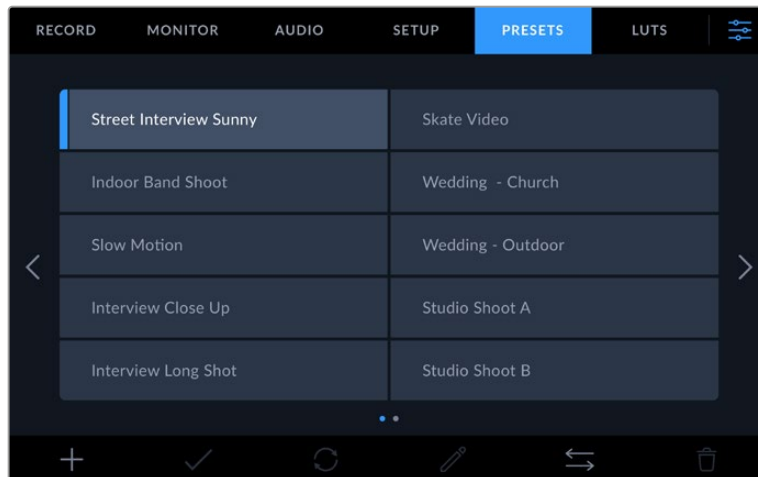 RECORD MONITOR AUDIO SETUP PRESETS LUTS
Street Interview Sunny
Skate Video
Indoor Band Shoot
Wedding - Church
Slow Motion
Wedding - Outdoor
Interview Close Up
Studio Shoot A
Interview Long Shot
Studio Shoot B